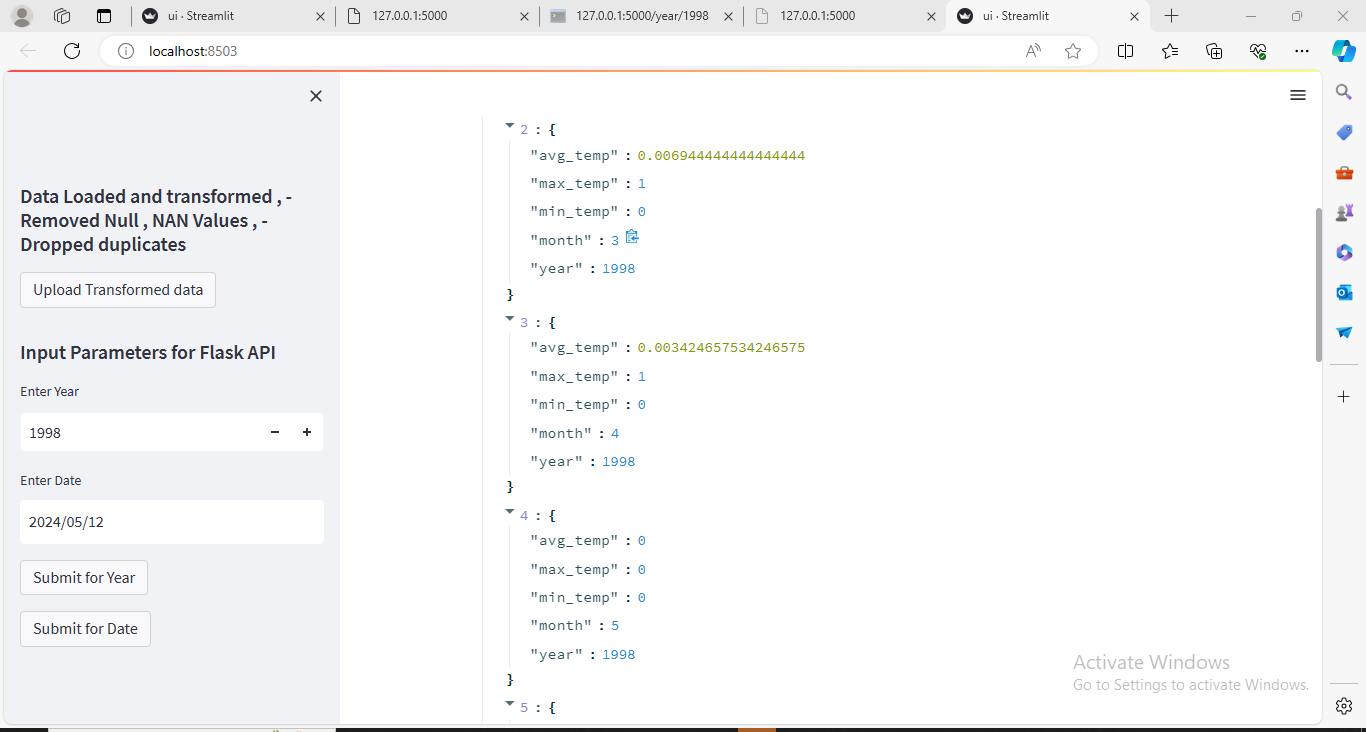 ui · Streamlit
127.0.0.1:5000
127.0.0.1:5000/year/1998
127.0.0.1:5000
ui · Streamlit
localhost:8503
Data Loaded and transformed , -
Removed Null , NAN Values , -
Dropped duplicates
Upload Transformed data
Input Parameters for Flask API
Enter Year
1998
Enter Date
2024/05/12
Submit for Year
Submit for Date
2 : {
"avg_temp" : 0.006944444444444444
"max_temp" : 1
"min_temp" : 0
"month" : 3
"year" : 1998
}
3 : {
"avg_temp" : 0.003424657534246575
"max_temp" : 1
"min_temp" : 0
"month" : 4
"year" : 1998
}
4 : {
"avg_temp" : 0
"max_temp" : 0
"min_temp" : 0
"month" : 5
"year" : 1998
}
5 : {
Activate Windows
Go to Settings to activate Windows.